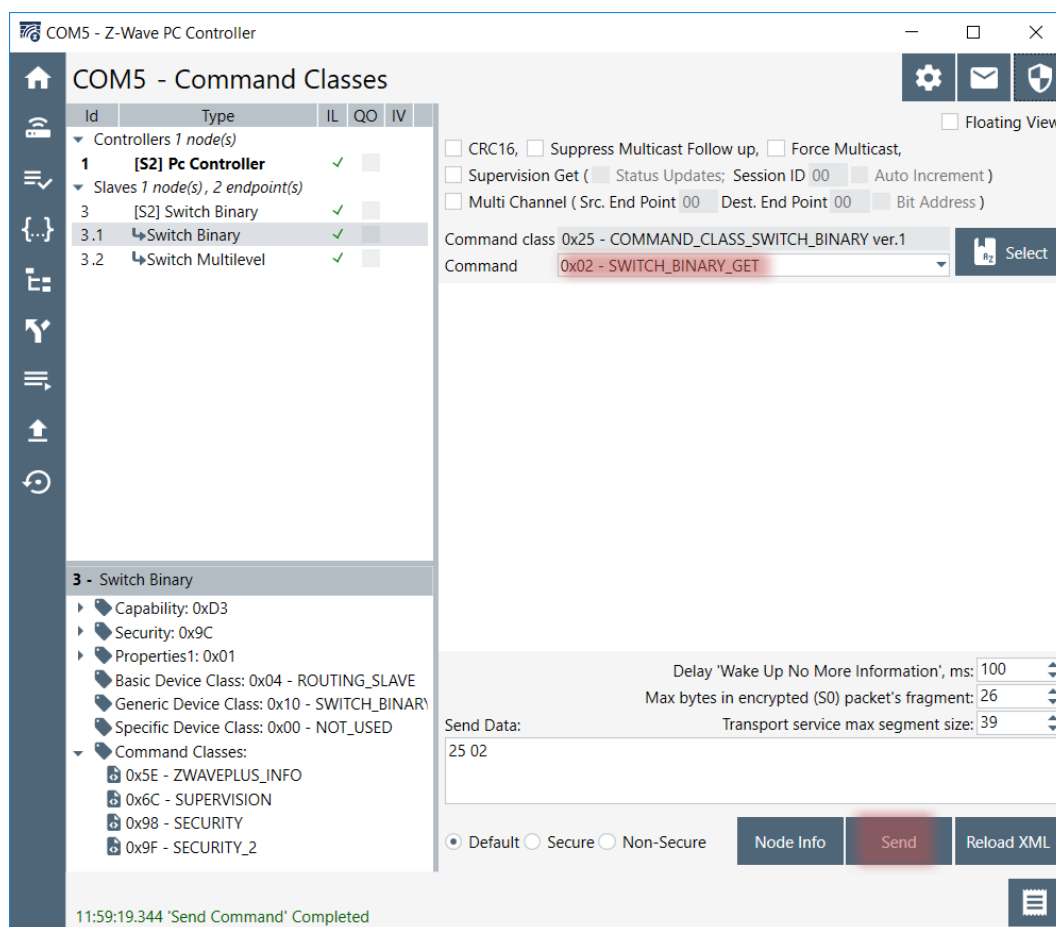 COM5 - Z-Wave PC Controller
COM5 - Command Classes
Id Type IL QO IV
Controllers 1 node(s)
1 [S2] Pc Controller
Slaves 1 node(s) , 2 endpoint(s)
3 [S2] Switch Binary
3.1 Switch Binary
3.2 Switch Multilevel
Floating View
CRC16, Suppress Multicast Follow up, Force Multicast,
Supervision Get ( Status Updates; Session ID 00 Auto Increment )
Multi Channel ( Src. End Point 00 Dest. End Point 00 Bit Address )
Command class 0x25 - COMMAND_CLASS_SWITCH_BINARY ver.1
Command 0x02 - SWITCH_BINARY_GET
Select
3 - Switch Binary
Capability: 0xD3
Security: 0x9C
Properties1: 0x01
Basic Device Class: 0x04 - ROUTING_SLAVE
Generic Device Class: 0x10 - SWITCH_BINARY
Specific Device Class: 0x00 - NOT_USED
Command Classes:
0x5E - ZWAVEPLUS_INFO
0x6C - SUPERVISION
0x98 - SECURITY
0x9F - SECURITY_2
Delay 'Wake Up No More Information', ms: 100
Max bytes in encrypted (S0) packet's fragment: 26
Send Data: Transport service max segment size: 39
25 02
Default Secure Non-Secure Node Info Send Reload XML
11:59:19.344 'Send Command' Completed